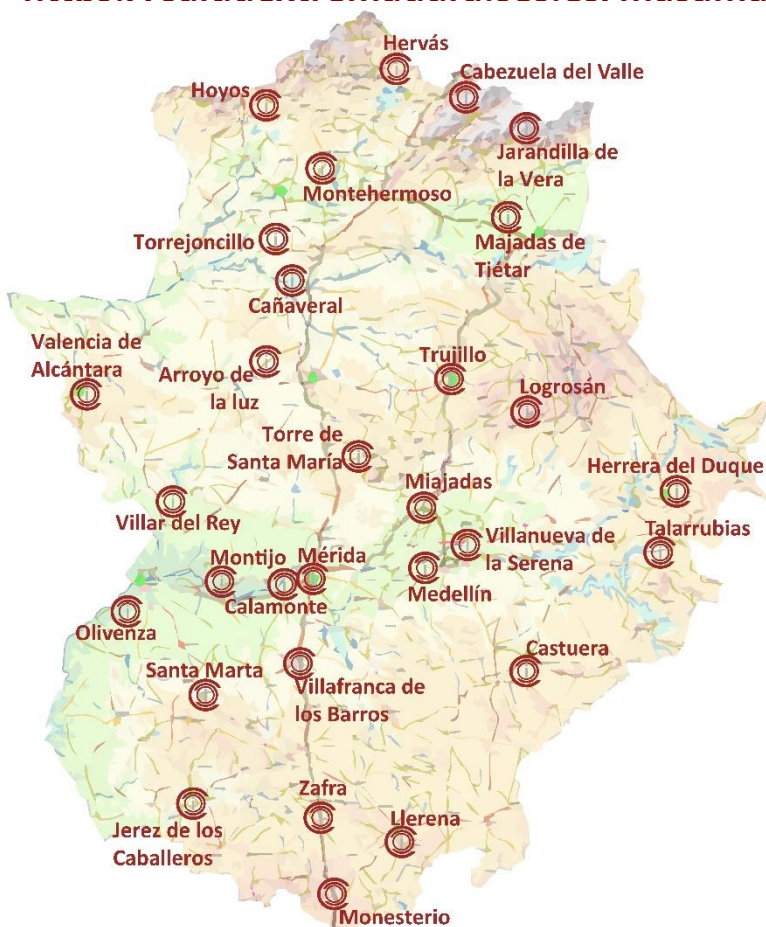 Hervás
Cabezuela del Valle
Hoyos
Jarandilla de
la Vera
Montehermoso
Torrejoncillo
Majadas de
Tiétar
Cañaveral
Valencia de
Alcántara
Arroyo de
la luz
Trujillo
Logrosán
Torre de
Santa María
Herrera del Duque
Miajadas
Villar del Rey
Villanueva de
la Serena
Talarrubias
Montijo
Mérida
Calamonte
Medellín
Olivenza
Castuera
Santa Marta
Villafranca de
los Barros
Zafra
Llerena
Jerez de los
Caballeros
Monesterio